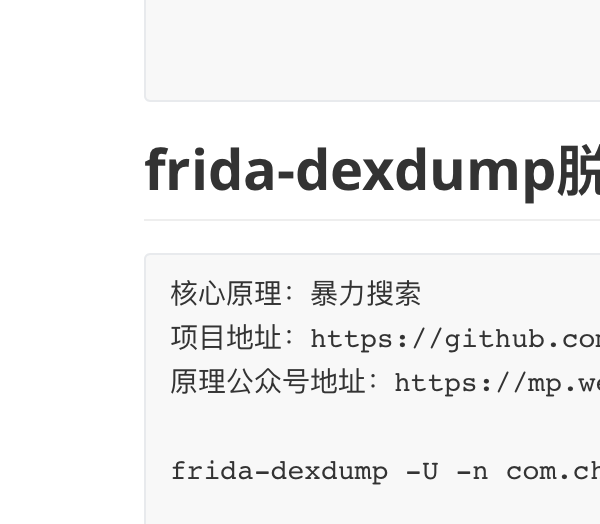 frida-dexdump脱
核心原理：暴力搜索
项目地址：https://github.co
原理公众号地址：https://mp.w
frida-dexdump -U -n com.ch